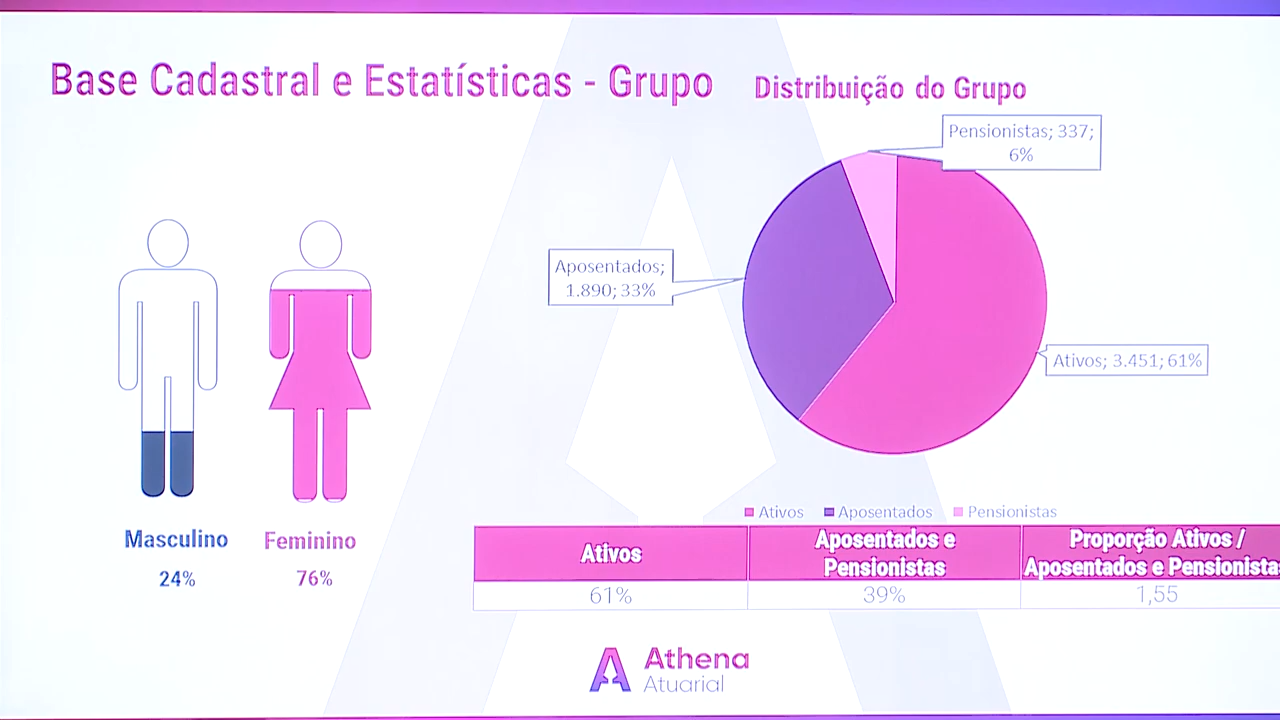 Base Cadastral e Estatísticas - Grupo
Distribuição do Grupo
Pensionistas; 337;
6%
Aposentados;
1.890; 33%
Ativos; 3.451; 61%
Masculino
24%
Feminino
76%
Ativos
Aposentados
Pensionistas
Ativos
Aposentados e
Pensionistas
Proporção Ativos /
Aposentados e Pensionistas
61%
39%
1,55
Athena
Atuarial